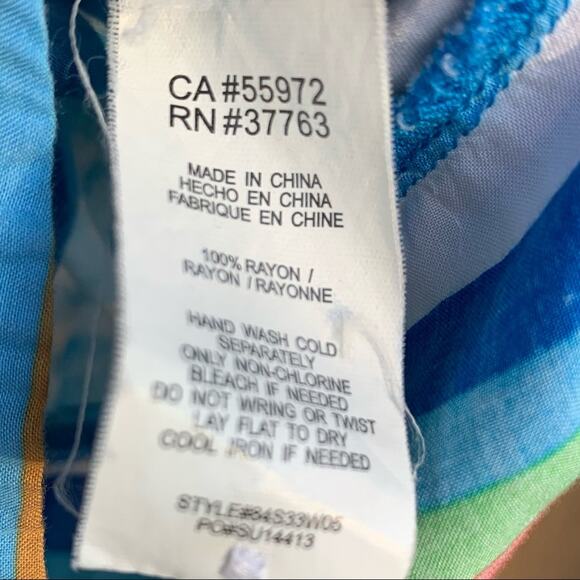 CA #55972
RN #37763
MADE IN CHINA
HECHO EN CHINA
FABRIQUE EN CHINE
100% RAYON /
RAYON / RAYONNE
HAND WASH COLD
SEPARATELY
ONLY NON-CHLORINE
BLEACH IF NEEDED
DO NOT WRING OR TWIST
LAY FLAT TO DRY
COOL IRON IF NEEDED
STYLE#84S33W05
PO#SU14413